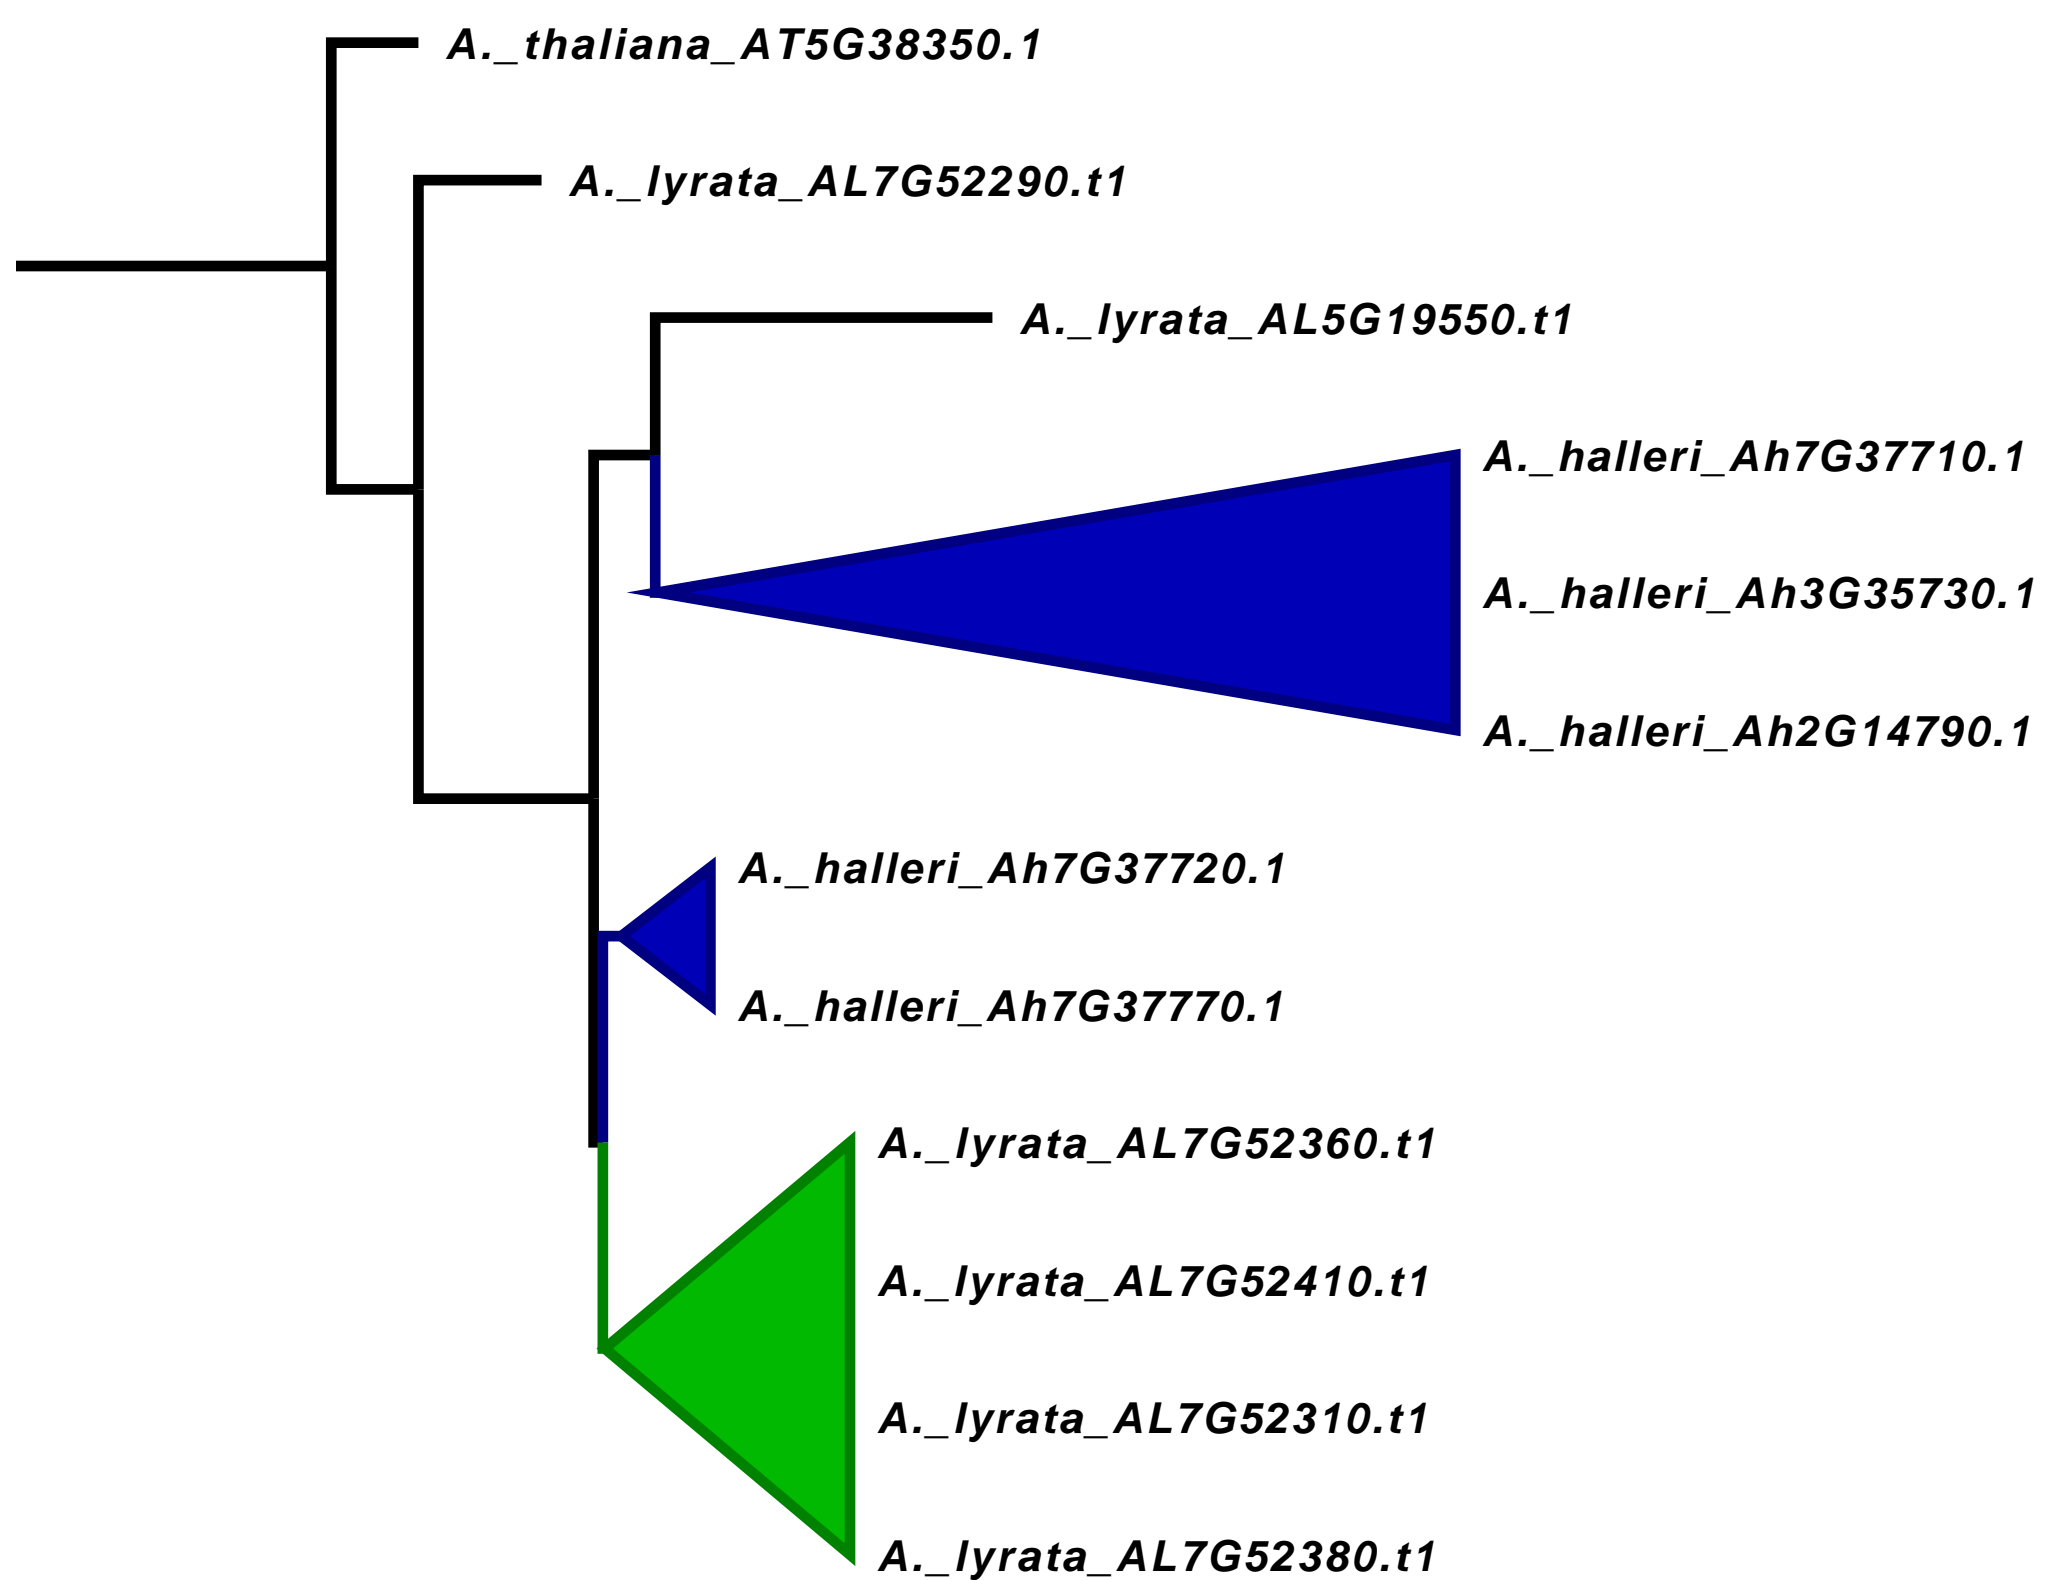 A._thaliana_AT5G38350.1
A._lyrata_AL7G52290.t1
A._lyrata_AL5G19550.t1
A._halleri_Ah7G37710.1
A._halleri_Ah3G35730.1
A._halleri_Ah2G14790.1
A._halleri_Ah7G37720.1
A._halleri_Ah7G37770.1
A._lyrata_AL7G52360.t1
A._lyrata_AL7G52410.t1
A._lyrata_AL7G52310.t1
A._lyrata_AL7G52380.t1